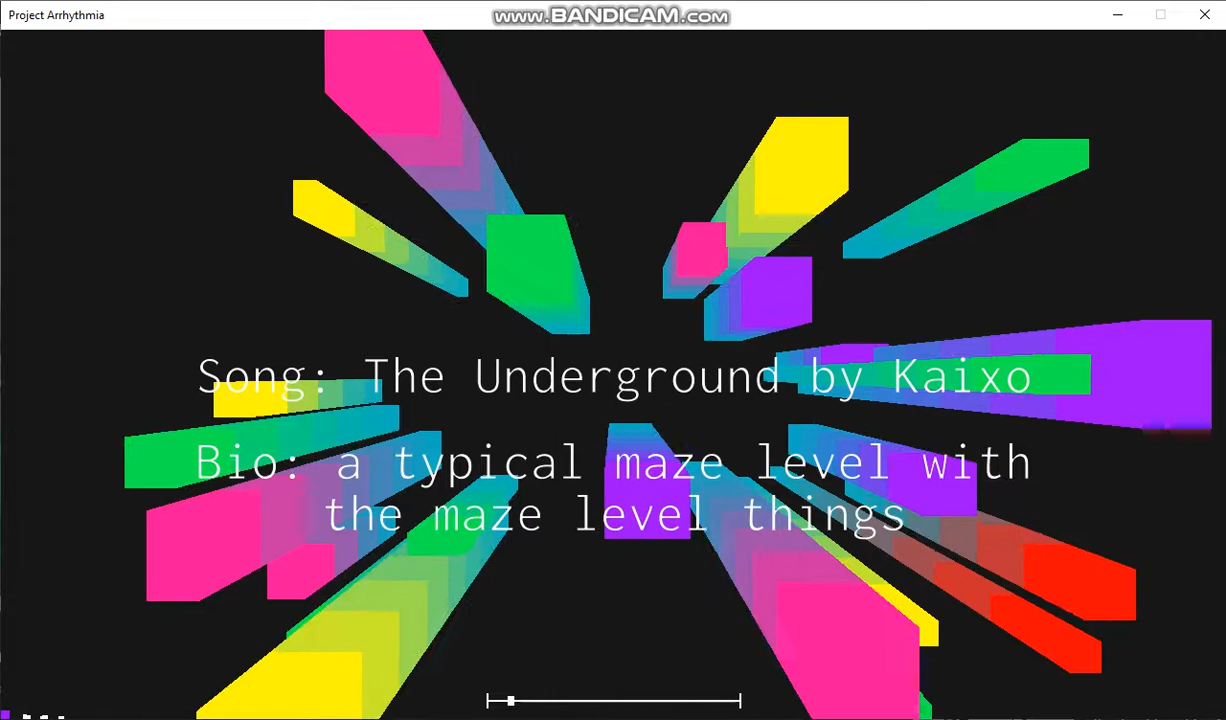 Project Arrhythmia
www.BANDICAM.com
Song: The Underground by Kaixo
Bio: a typical maze level with
the maze level things